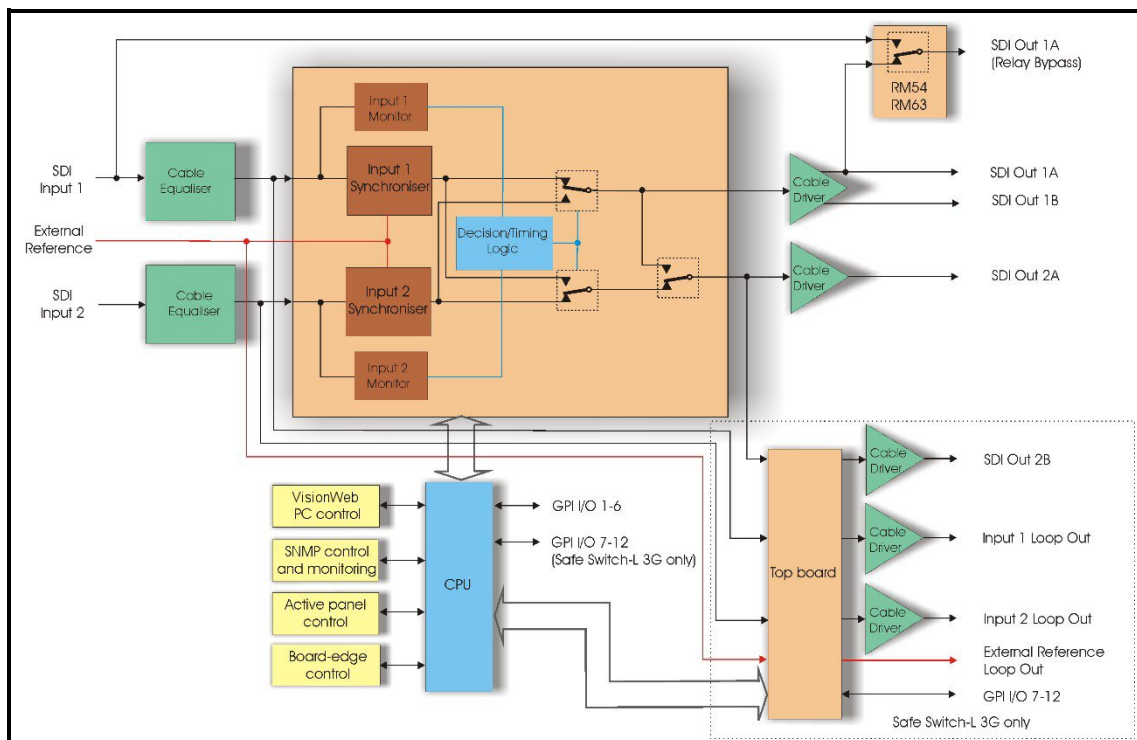 SDI Out 1A
(Relay Bypass)
RM54
RM63
Input 1
Monitor
SDI
Input 1
Cable
Equaliser
Input 1
Synchroniser
Cable
Driver
SDI Out 1A
SDI Out 1B
External
Reference
Decision/Timing
Logic
SDI
Input 2
Cable
Equaliser
Input 2
Synchroniser
Cable
Driver
SDI Out 2A
Input 2
Monitor
Cable
Driver
SDI Out 2B
VisionWeb
PC control
GPI I/O 1-6
SNMP control
and monitoring
GPI I/O 7-12
(Safe Switch-L 3G only)
Cable
Driver
Input 1 Loop Out
CPU
Top board
Active panel
control
Cable
Driver
Input 2 Loop Out
Board-edge
control
External Reference
Loop Out
GPI I/O 7-12
Safe Switch-L 3G only